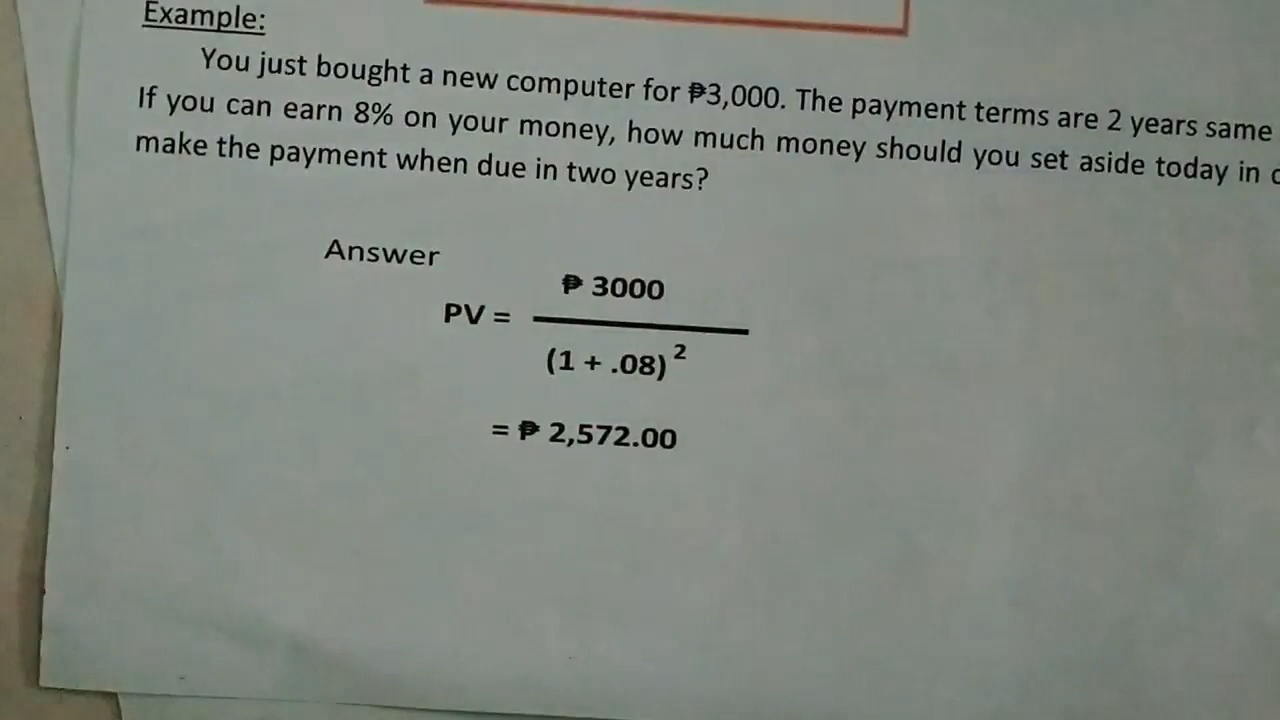 Example:
You just bought a new computer for ₱3,000. The payment terms are 2 years same
If you can earn 8% on your money, how much money should you set aside today in
make the payment when due in two years?
Answer
₱ 3000
PV =
(1 + .08) 2
= ₱ 2,572.00